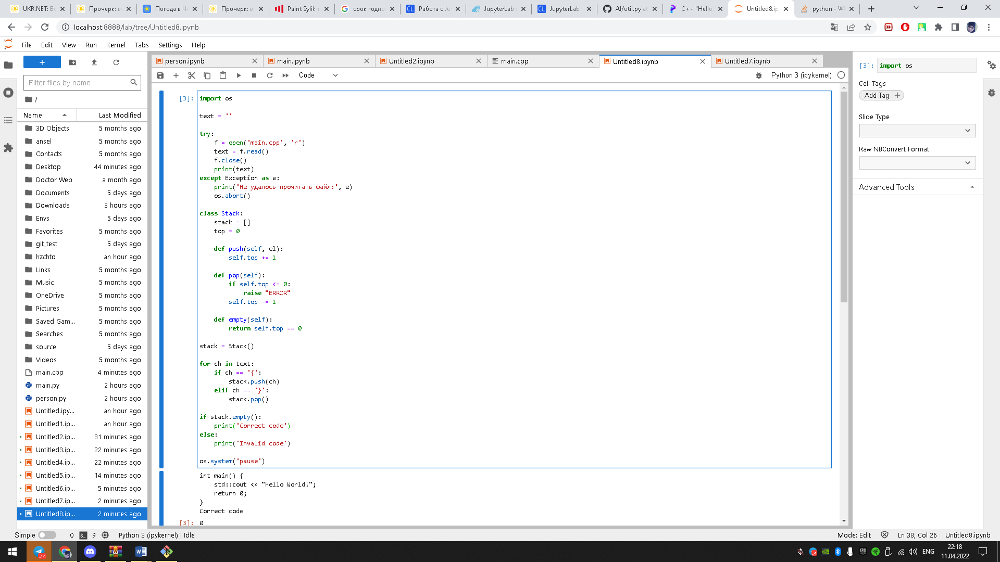 UKR.NET: Вс
Прочерк: в
Погода в Че
Прочерк: в
Paint Sylik т
срок годно
Работа с Ju
JupyterLab
JupyterLab
AI/util.py at
C++ "Hello,
Untitled8.ip
python - W
localhost:8888/lab/tree/Untitled8.ipynb
File Edit View Run Kernel Tabs Settings Help
+
Filter files by name
/
Name Last Modified
3D Objects 5 months ago
ansel 5 months ago
Contacts 5 months ago
Desktop 44 minutes ago
Doctor Web a month ago
Documents 5 days ago
Downloads 3 hours ago
Envs 5 days ago
Favorites 5 months ago
git_test 5 days ago
hzchto an hour ago
Links 5 months ago
Music 5 months ago
OneDrive 5 months ago
Pictures 5 months ago
Saved Gam... 5 months ago
Searches 5 months ago
source 5 days ago
Videos 5 months ago
main.cpp 4 minutes ago
main.py 2 hours ago
person.py 2 hours ago
Untitled.ipy... an hour ago
Untitled1.ip... an hour ago
Untitled2.ip... 31 minutes ago
Untitled3.ip... 22 minutes ago
Untitled4.ip... 22 minutes ago
Untitled5.ip... 14 minutes ago
Untitled6.ip... 5 minutes ago
Untitled7.ip... 2 minutes ago
Untitled8.ip... 2 minutes ago
person.ipynb main.ipynb Untitled2.ipynb main.cpp Untitled8.ipynb Untitled7.ipynb
Code
Python 3 (ipykernel)
[3]: import os
text = ''
try:
    f = open('main.cpp', 'r')
    text = f.read()
    f.close()
    print(text)
except Exception as e:
    print('Не удалось прочитать файл:', e)
    os.abort()
class Stack:
    stack = []
    top = 0
    def push(self, el):
        self.top += 1
    def pop(self):
        if self.top <= 0:
            raise "ERROR"
        self.top -= 1
    def empty(self):
        return self.top == 0
stack = Stack()
for ch in text:
    if ch == '{':
        stack.push(ch)
    elif ch == '}':
        stack.pop()
if stack.empty():
    print('Correct code')
else:
    print('Invalid code')
os.system('pause')
int main() {
    std::cout << "Hello World!";
    return 0;
}
Correct code
[3]: 0
[3]: import os
Cell Tags
Add Tag +
Slide Type
Raw NBConvert Format
Advanced Tools
Simple 0 9 Python 3 (ipykernel) | Idle
Mode: Edit Ln 38, Col 26 Untitled8.ipynb
ENG
22:18
11.04.2022